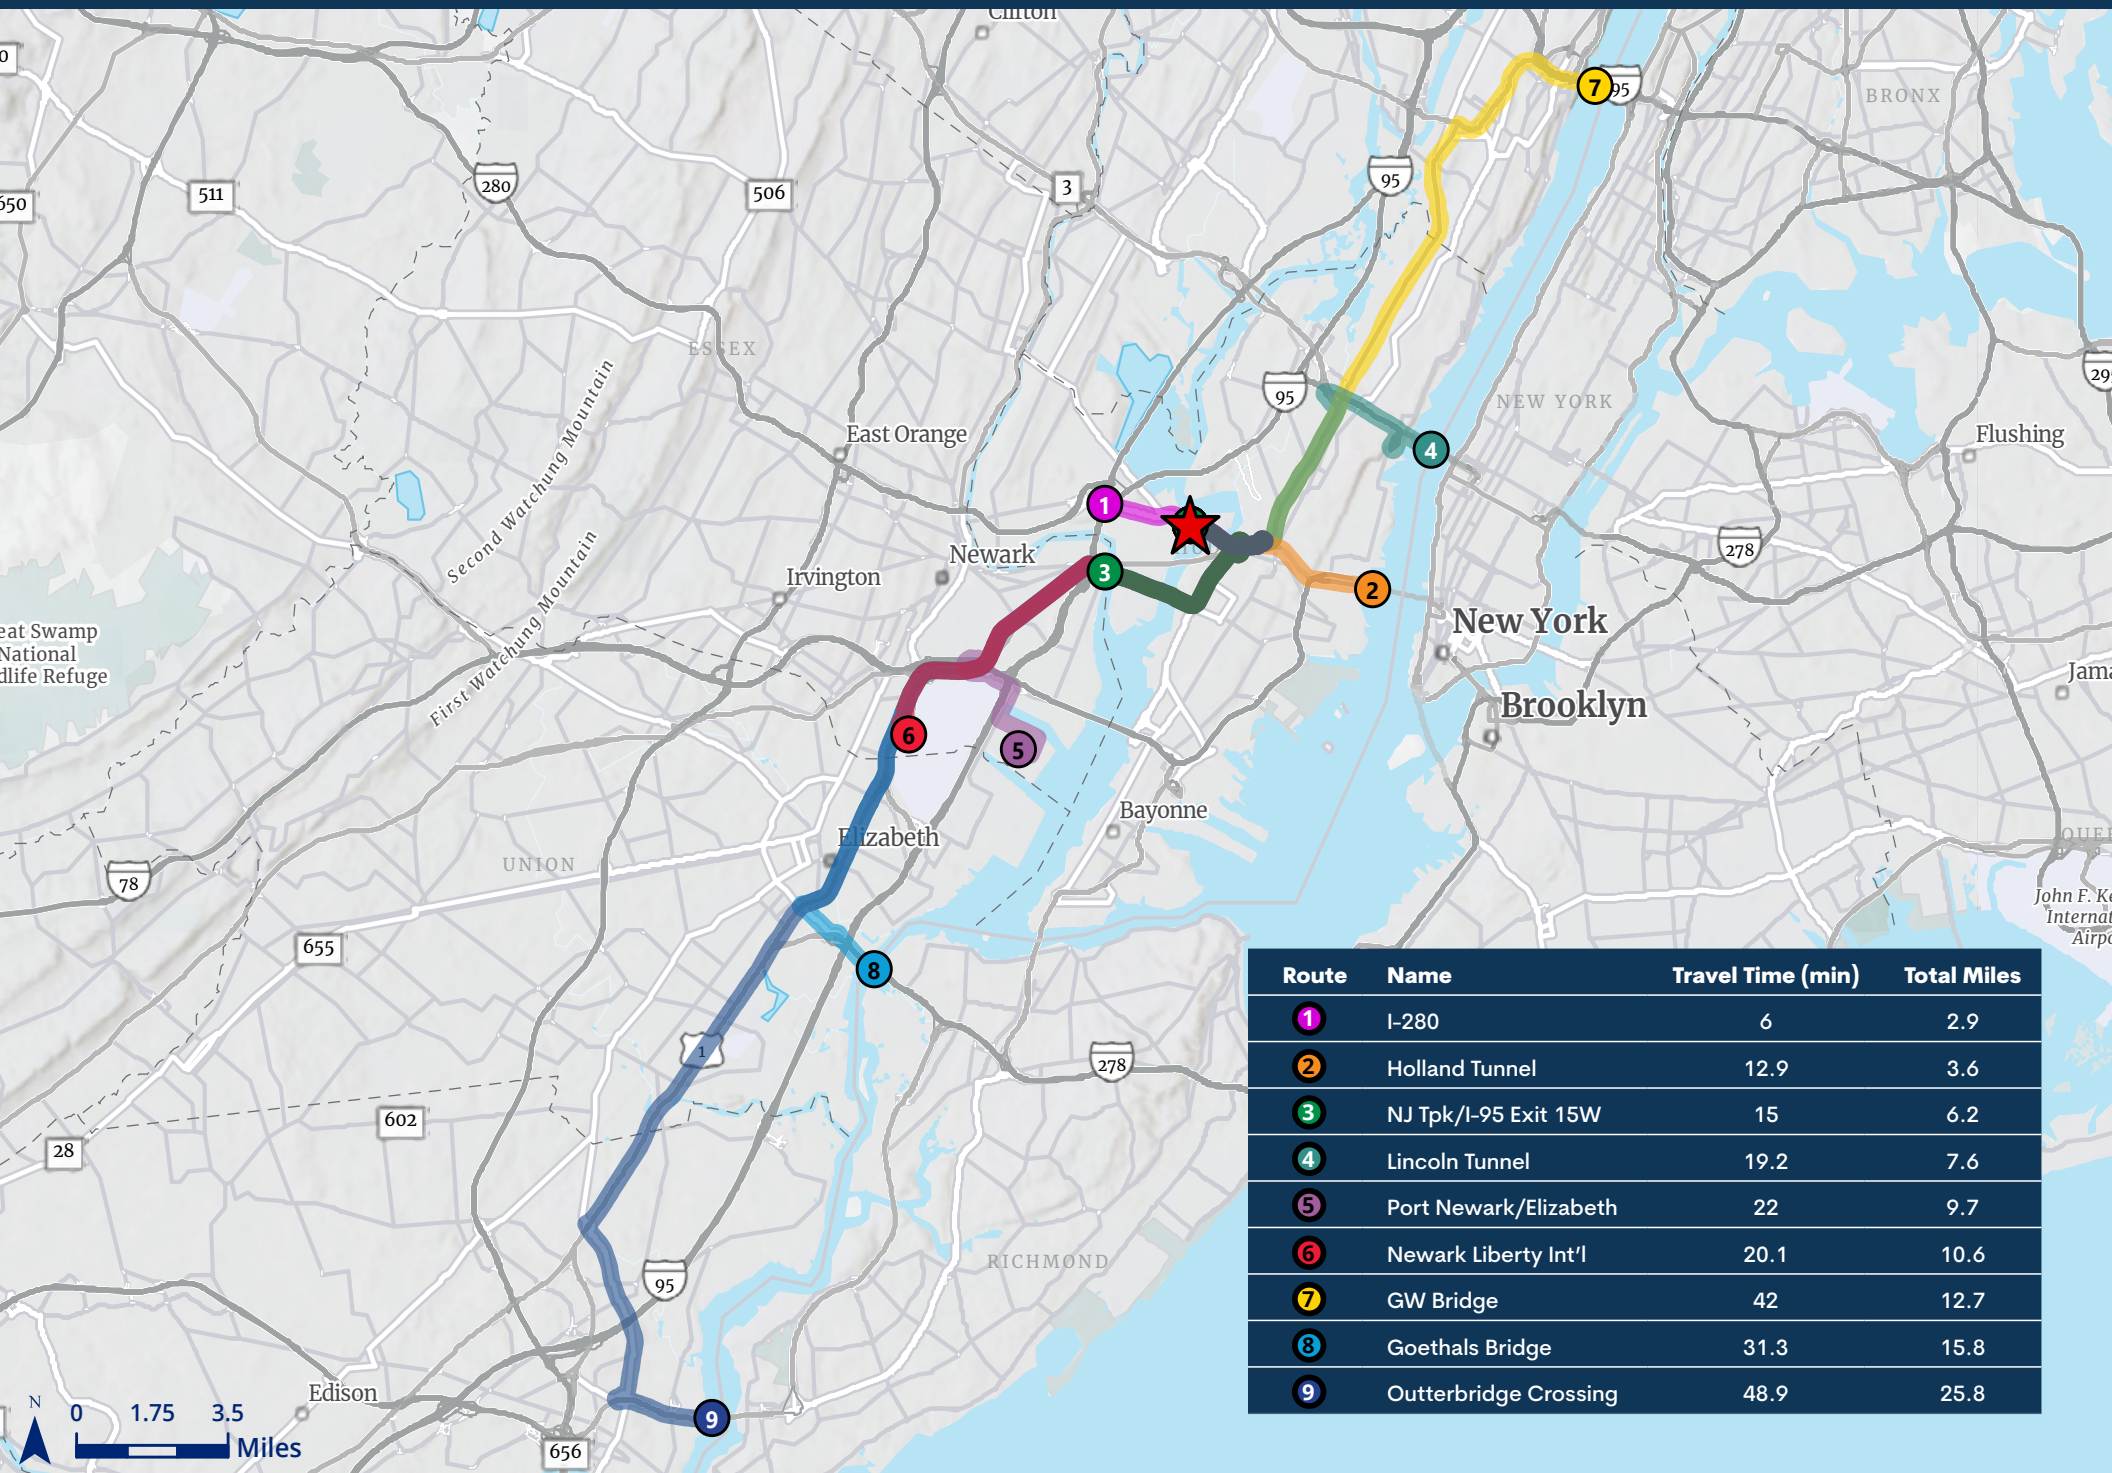 Clifton
BRONX
7
95
280
511
506
3
95
650
ESSEX
Second Watchung Mountain
95
NEW YORK
East Orange
Flushing
4
1
278
Newark
Irvington
3
2
First Watchung Mountain
New York
eat Swamp
National
dlife Refuge
Jama
Brooklyn
6
5
Bayonne
Elizabeth
UNION
QUEE
78
John F. Ke
Internat
Airpo
655
8
1
278
602
28
RICHMOND
95
Edison
9
656
N
0 1.75 3.5
Miles
Route Name Travel Time (min) Total Miles
1 I-280 6 2.9
2 Holland Tunnel 12.9 3.6
3 NJ Tpk/I-95 Exit 15W 15 6.2
4 Lincoln Tunnel 19.2 7.6
5 Port Newark/Elizabeth 22 9.7
6 Newark Liberty Int'l 20.1 10.6
7 GW Bridge 42 12.7
8 Goethals Bridge 31.3 15.8
9 Outterbridge Crossing 48.9 25.8